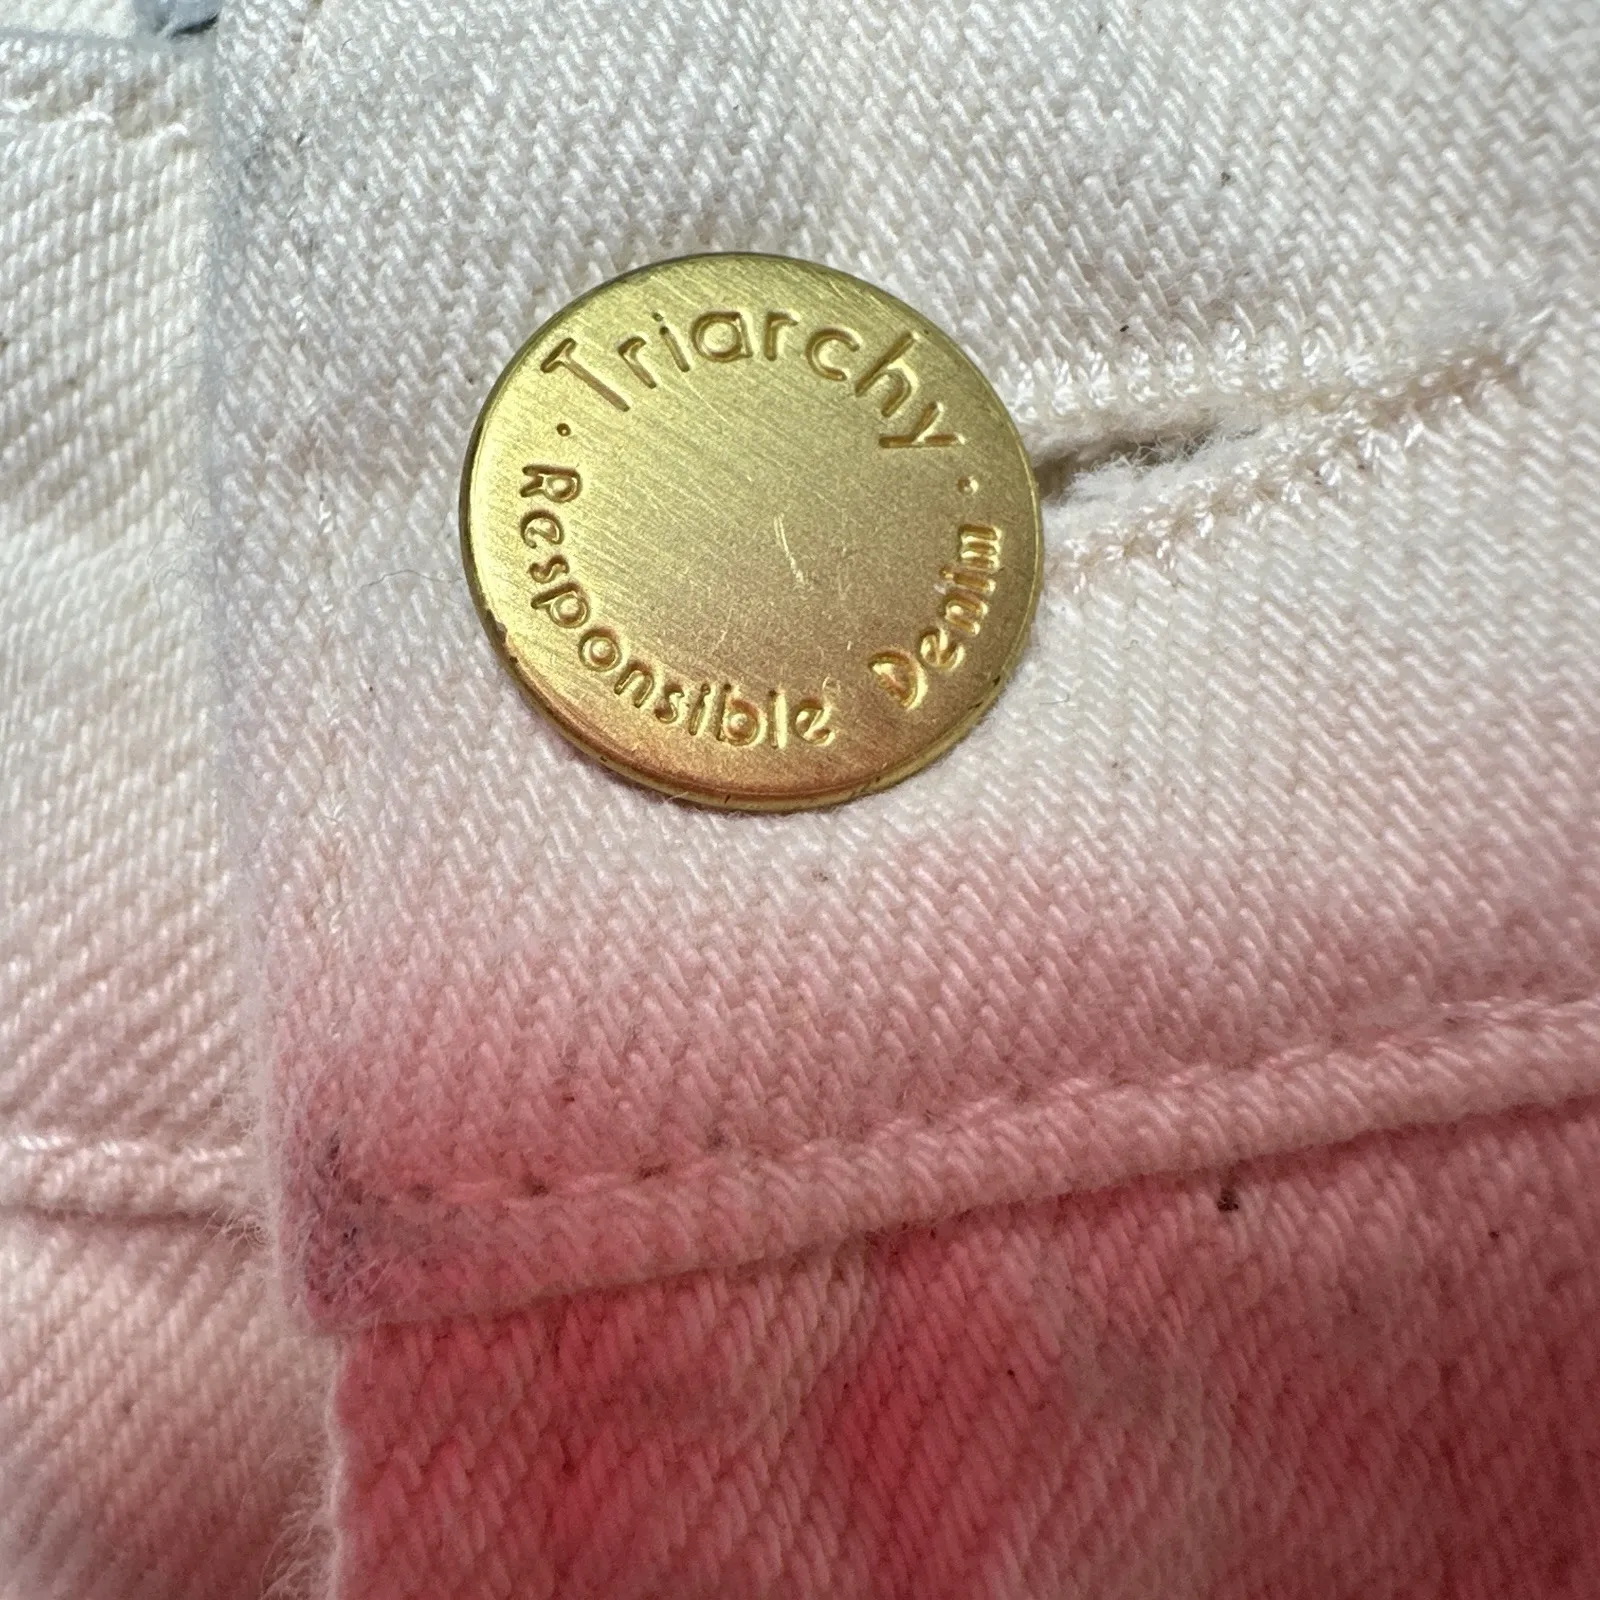 Triarchy
Responsible Denim